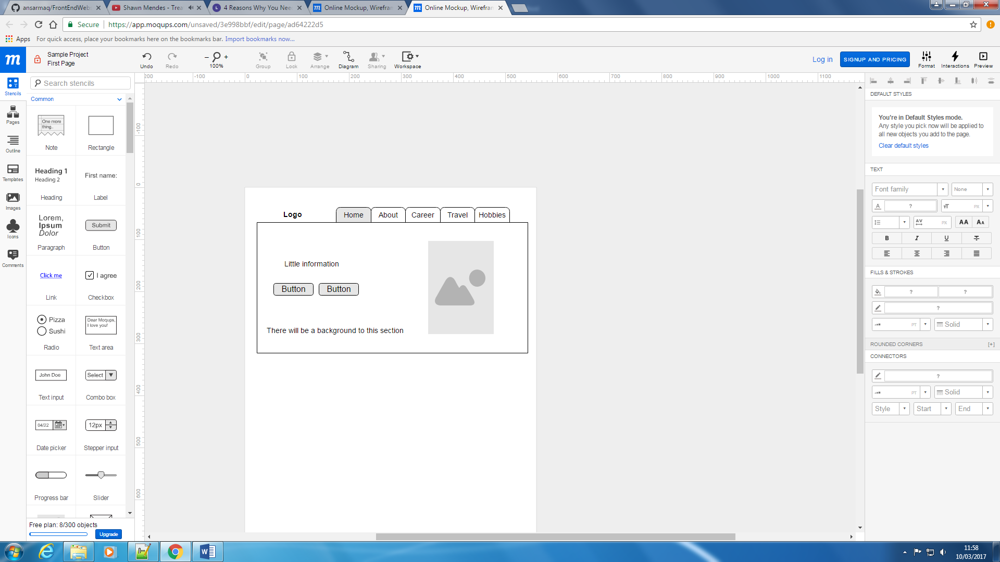 ansarmaq/FrontEndWebs
Shawn Mendes - Trea
4 Reasons Why You Nee
Online Mockup, Wirefran
Online Mockup, Wirefran
Secure
https://app.moqups.com/unsaved/3e998bbf/edit/page/ad64222d5
Apps
For quick access, place your bookmarks here on the bookmarks bar. Import bookmarks now...
m
Sample Project
First Page
Undo
Redo
100%
Group
Lock
Arrange
Diagram
Sharing
Workspace
Log in
SIGNUP AND PRICING
Format
Interactions
Preview
Stencils
Pages
Outline
Templates
Images
Icons
Comments
Search stencils
Common
One more
thing..
Note
Rectangle
Heading 1
Heading 2
Heading
First name:
Label
Lorem,
Ipsum
Dolor
Paragraph
Submit
Button
Click me
Link
I agree
Checkbox
Pizza
Sushi
Radio
Dear Moqups,
I love you!
Text area
John Doe
Text input
Select
Combo box
04/22
Date picker
12px
Stepper input
Progress bar
Slider
Free plan: 8/300 objects
Upgrade
200 -100 0 100 200 300 400 500 600 700 800 900 1000 1100
-100
0
100
200
300
400
500
600
Logo
Home About Career Travel Hobbies
Little information
Button Button
There will be a background to this section
DEFAULT STYLES
You're in Default Styles mode.
Any style you pick now will be applied to
all new objects you add to the page.
Clear default styles
TEXT
Font family
None
A ?
TT PX
AV PX
AA AA
B I U T
FILLS & STROKES
? ?
?
PT
Solid
ROUNDED CORNERS [+]
CONNECTORS
?
PT
Solid
Style Start End
11:58
10/03/2017